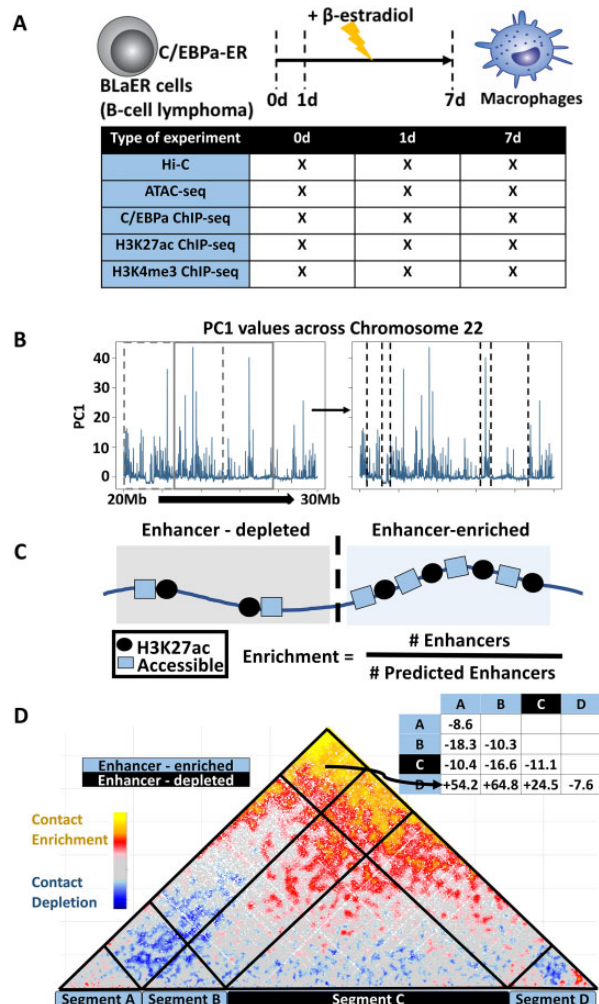 A
+ β-estradiol
C/EBPa-ER
BLaER cells
(B-cell lymphoma)
0d 1d 7d
Macrophages
Type of experiment 0d 1d 7d
Hi-C X X X
ATAC-seq X X X
C/EBPa ChIP-seq X X X
H3K27ac ChIP-seq X X X
H3K4me3 ChIP-seq X X X
B
PC1 values across Chromosome 22
PC1
40
30
20
10
0
20Mb 30Mb
C
Enhancer - depleted Enhancer-enriched
H3K27ac
Accessible
Enrichment = # Enhancers
# Predicted Enhancers
D
A B C D
A -8.6
B -18.3 -10.3
C -10.4 -16.6 -11.1
D +54.2 +64.8 +24.5 -7.6
Enhancer - enriched
Enhancer - depleted
Contact
Enrichment
Contact
Depletion
Segment A Segment B Segment C Segment D